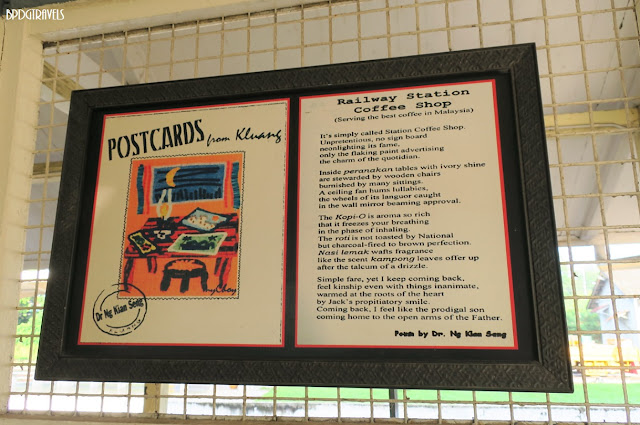 BPDGTRAVELS
POSTCARDS from Kluang
Dr Ng Kian Seng
Railway Station
Coffee Shop
(Serving the best coffee in Malaysia)
It's simply called Station Coffee Shop.
Unpretentious, no sign board
neonlighting its fame,
only the flaking paint advertising
the charm of the quotidian.
Inside peranakan tables with ivory shine
are stewarded by wooden chairs
burnished by many sittings.
A ceiling fan hums lullabies,
the wheels of its languor caught
in the wall mirror beaming approval.
The Kopi-O is aroma so rich
that it freezes your breathing
in the phase of inhaling.
The roti is not toasted by National
but charcoal-fired to brown perfection.
Nasi lemak wafts fragrance
like the scent kampong leaves offer up
after the talcum of a drizzle.
Simple fare, yet I keep coming back,
feel kinship even with things inanimate,
warmed at the roots of the heart
by Jack's propitiatory smile.
Coming back, I feel like the prodigal son
coming home to the open arms of the Father.
Poem by Dr. Ng Kian Seng